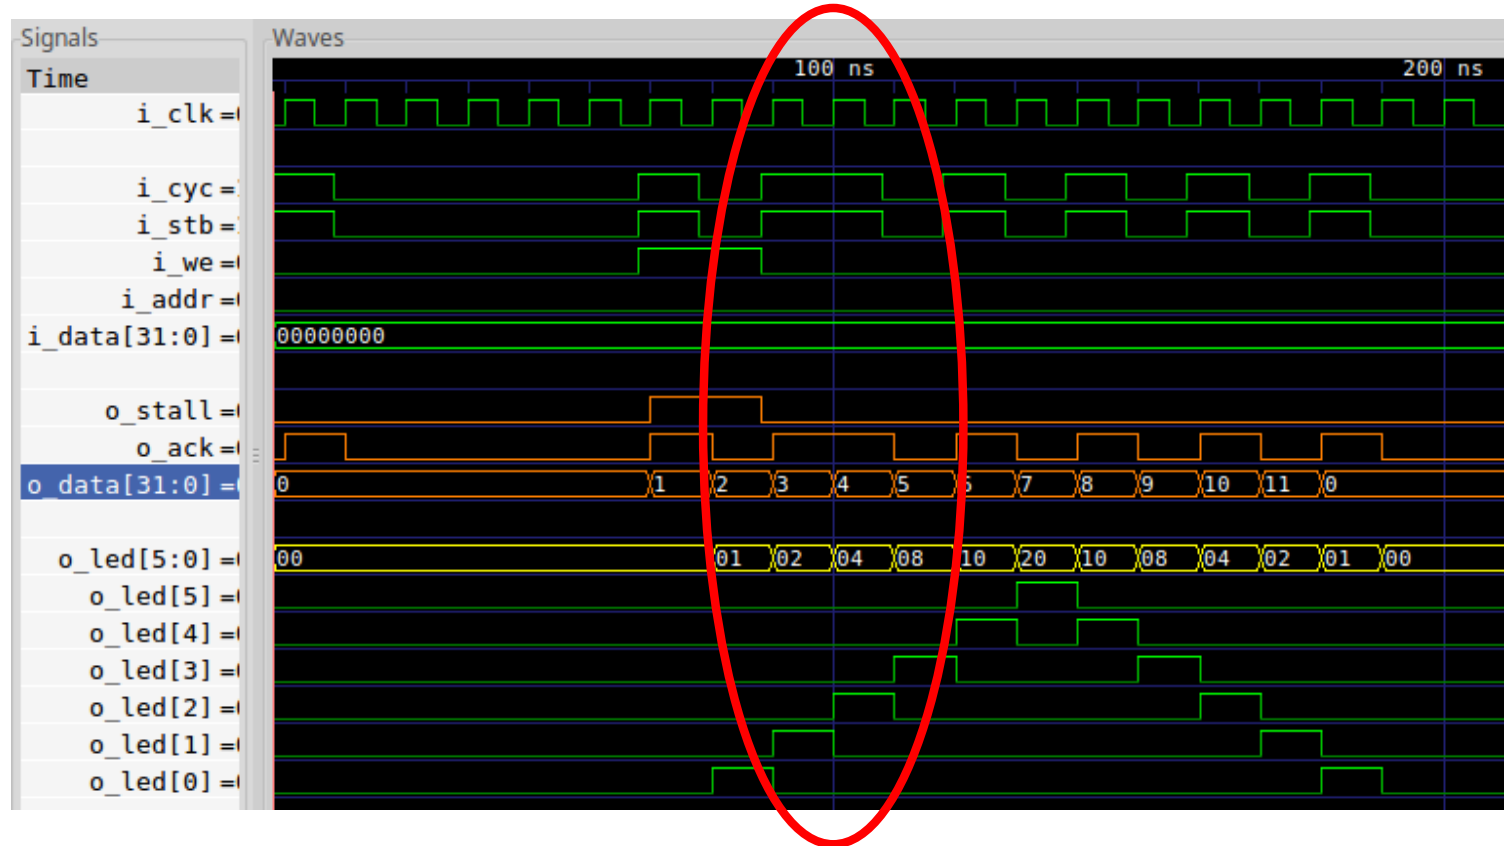 Signals Waves
Time 100 ns 200 ns
i_clk=
i_cyc=
i_stb=
i_we=
i_addr=
i_data[31:0]= 00000000
o_stall=
o_ack=
o_data[31:0]= 0 1 2 3 4 5 6 7 8 9 10 11 0
o_led[5:0]= 00 01 02 04 08 10 20 10 08 04 02 01 00
o_led[5]=
o_led[4]=
o_led[3]=
o_led[2]=
o_led[1]=
o_led[0]=